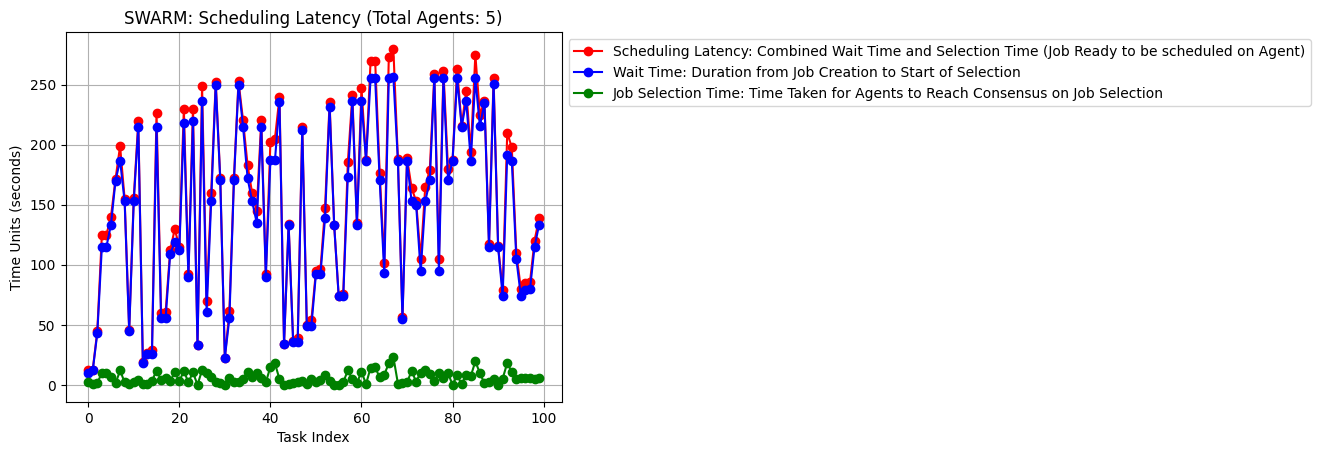 SWARM: Scheduling Latency (Total Agents: 5)
Scheduling Latency: Combined Wait Time and Selection Time (Job Ready to be scheduled on Agent)
Wait Time: Duration from Job Creation to Start of Selection
Job Selection Time: Time Taken for Agents to Reach Consensus on Job Selection
Time Units (seconds)
250
200
150
100
50
0
0 20 40 60 80 100
Task Index